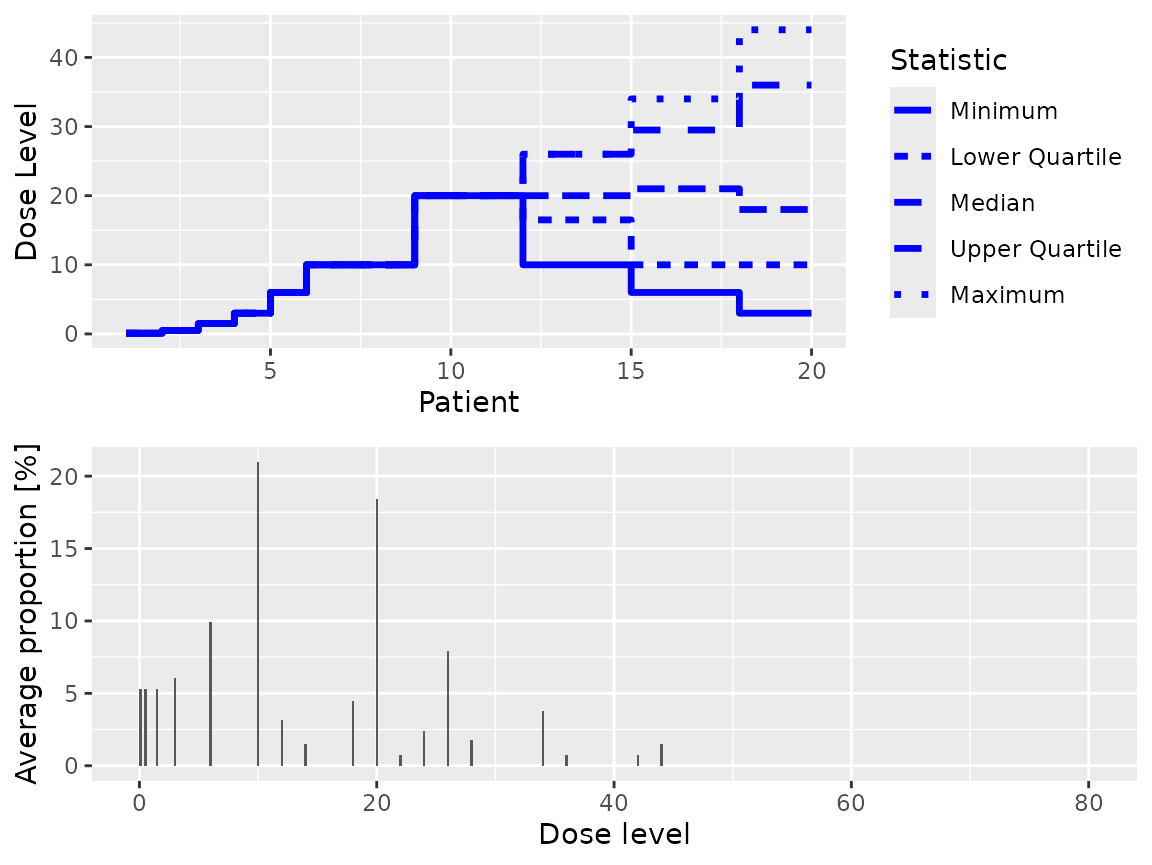 40
30
20
10
0
Dose Level
5 10 15 20
Patient
Statistic
Minimum
Lower Quartile
Median
Upper Quartile
Maximum
20
15
10
5
0
Average proportion [%]
0 20 40 60 80
Dose level